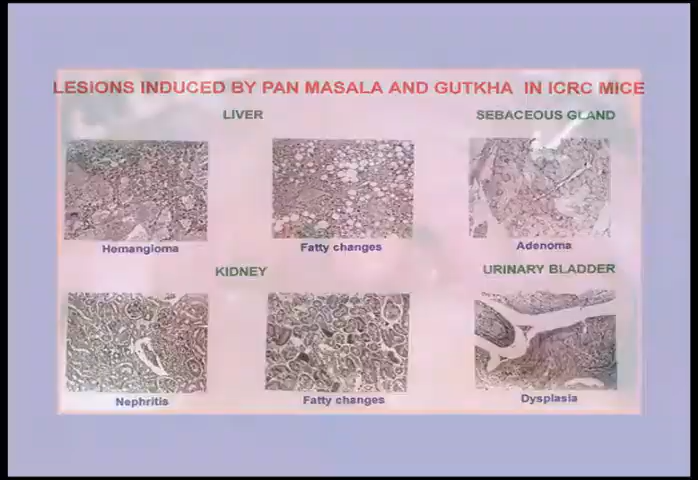 LESIONS INDUCED BY PAN MASALA AND GUTKHA IN ICRC MICE
LIVER
SEBACEOUS GLAND
Hemangioma
Fatty changes
Adenoma
KIDNEY
URINARY BLADDER
Nephritis
Fatty changes
Dysplasia